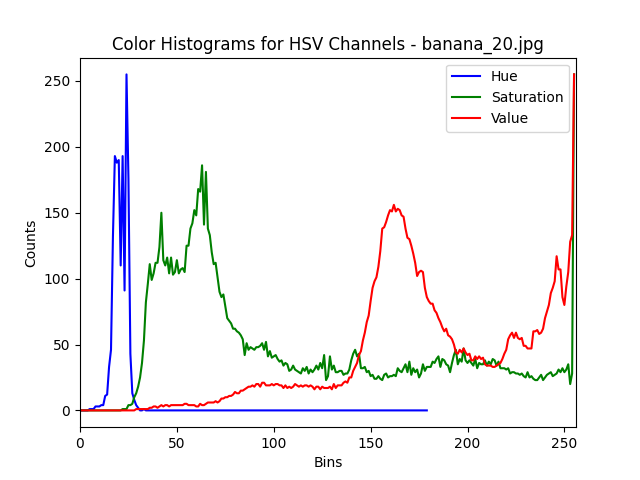 Color Histograms for HSV Channels - banana_20.jpg
Hue
Saturation
Value
Counts
250
200
150
100
50
0
0 50 100 150 200 250
Bins